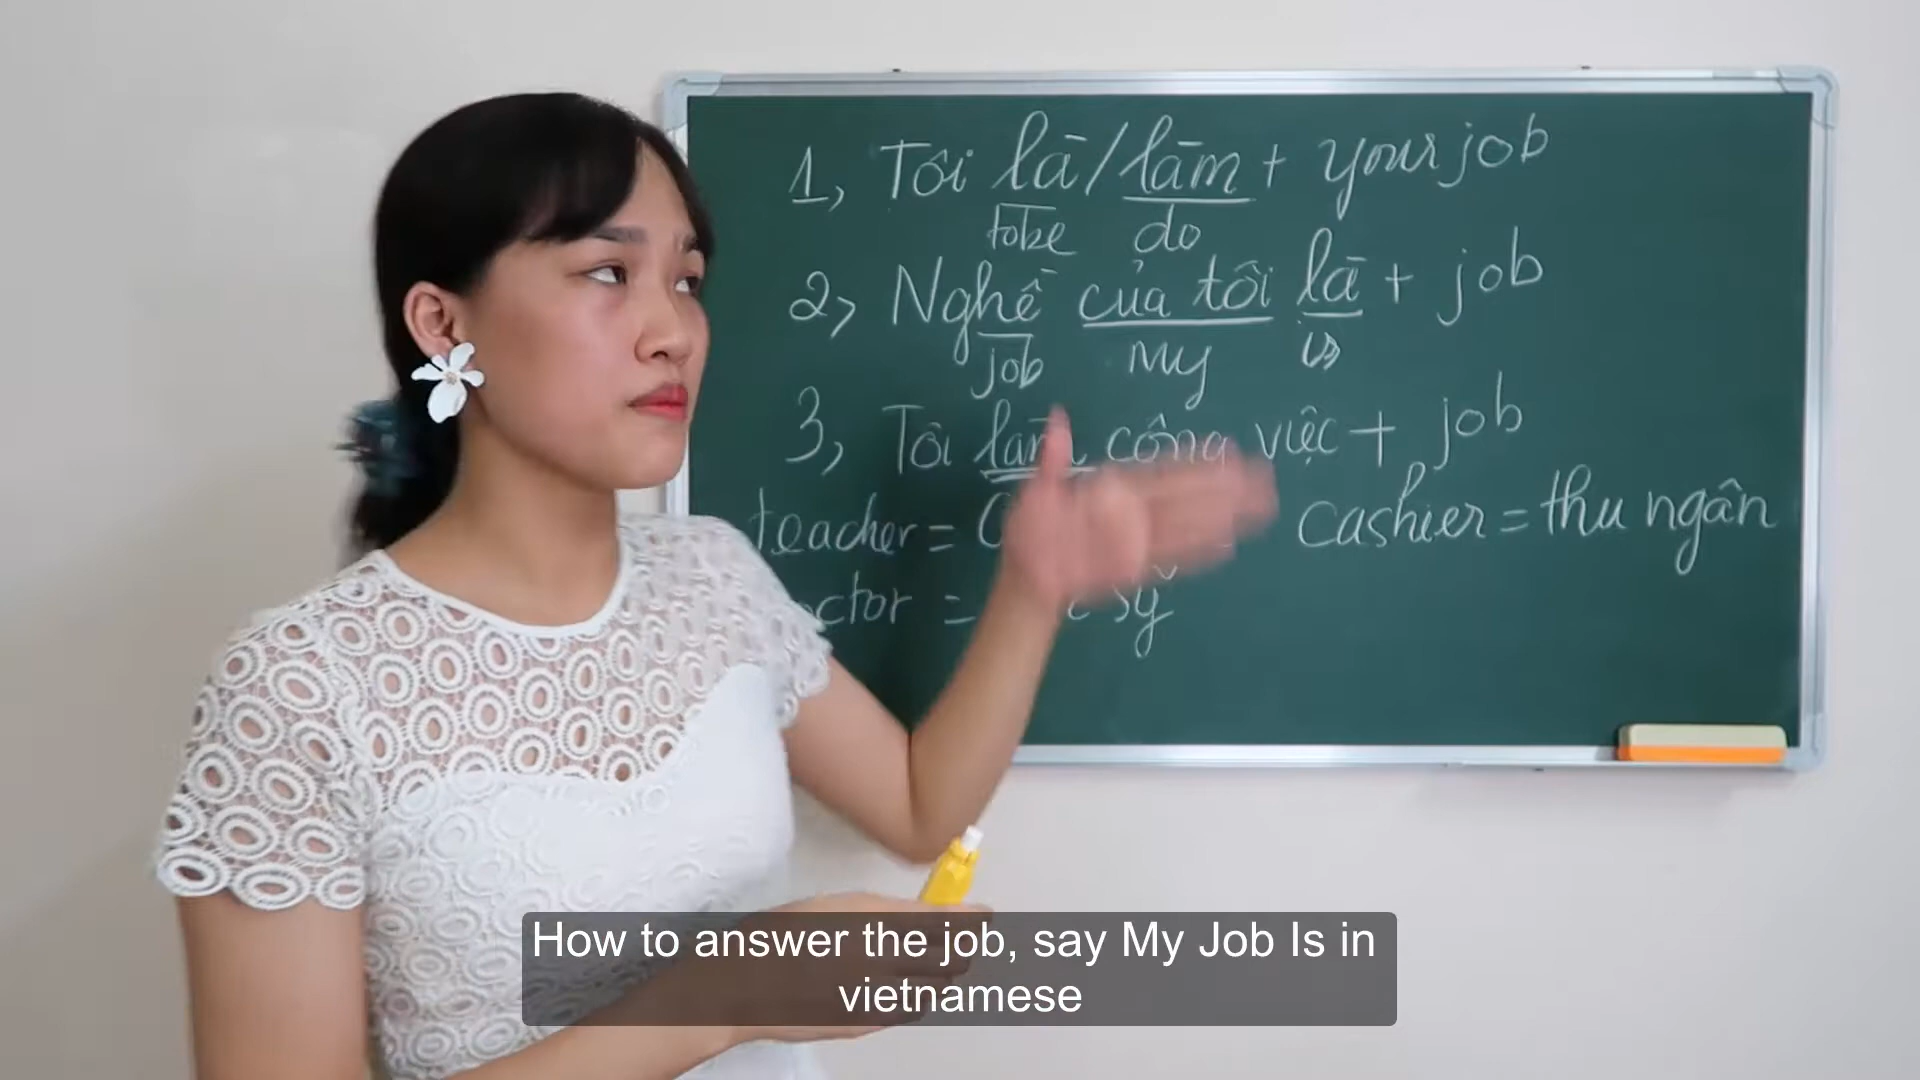 1, Tôi là/làm + your job
tobe do
2, Nghề của tôi là + job
job My is
3, Tôi làm công việc + job
teacher = cashier = thu ngân
ctor = sỹ
How to answer the job, say My Job Is in
vietnamese